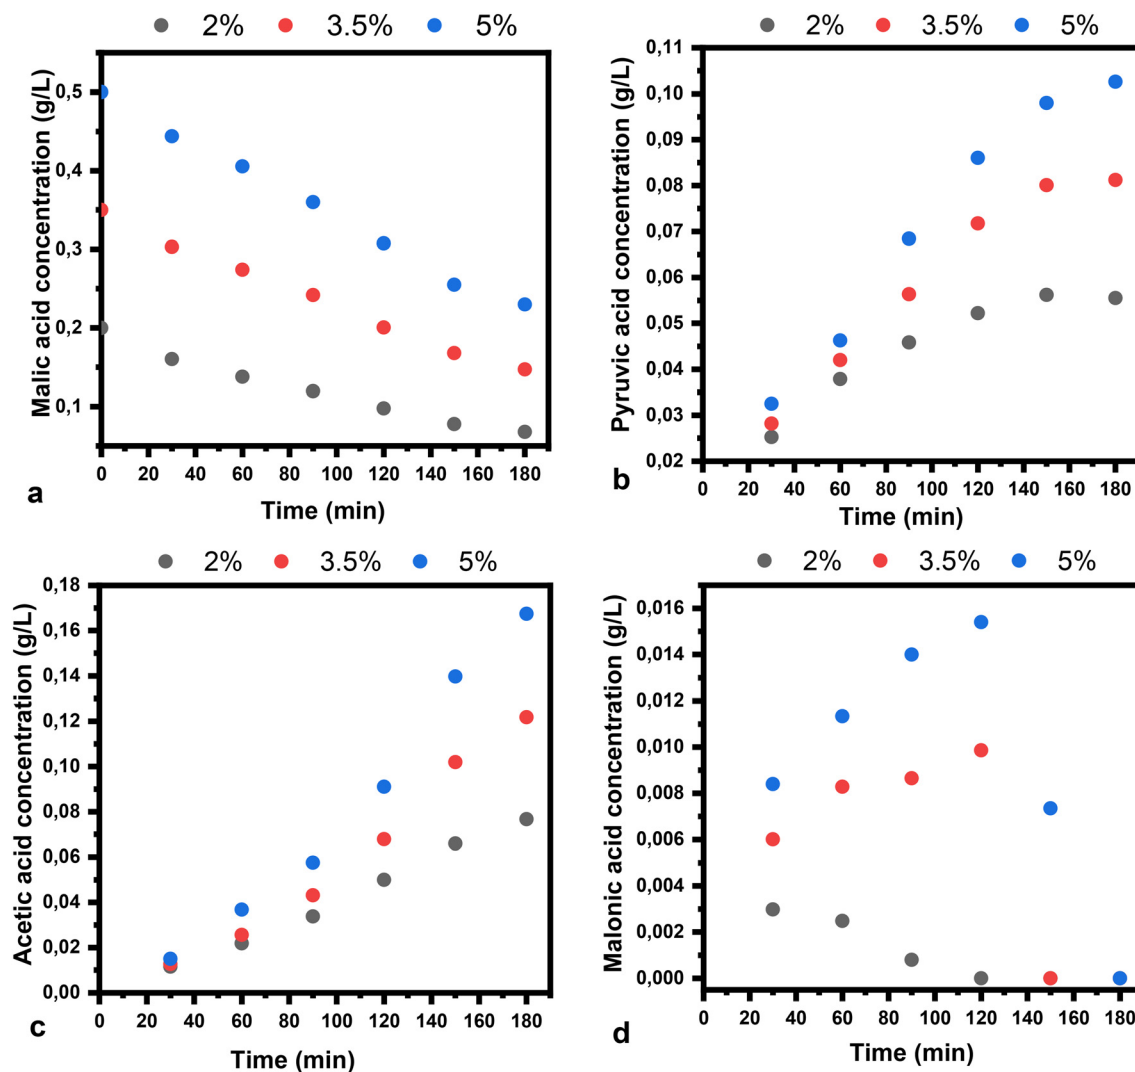 2% 3.5% 5%
Malic acid concentration (g/L)
0,5
0,4
0,3
0,2
0,1
0 20 40 60 80 100 120 140 160 180
Time (min)
a
2% 3.5% 5%
Pyruvic acid concentration (g/L)
0,11
0,10
0,09
0,08
0,07
0,06
0,05
0,04
0,03
0,02
0 20 40 60 80 100 120 140 160 180
Time (min)
b
2% 3.5% 5%
Acetic acid concentration (g/L)
0,18
0,16
0,14
0,12
0,10
0,08
0,06
0,04
0,02
0,00
0 20 40 60 80 100 120 140 160 180
Time (min)
c
2% 3.5% 5%
Malonic acid concentration (g/L)
0,016
0,014
0,012
0,010
0,008
0,006
0,004
0,002
0,000
0 20 40 60 80 100 120 140 160 180
Time (min)
d